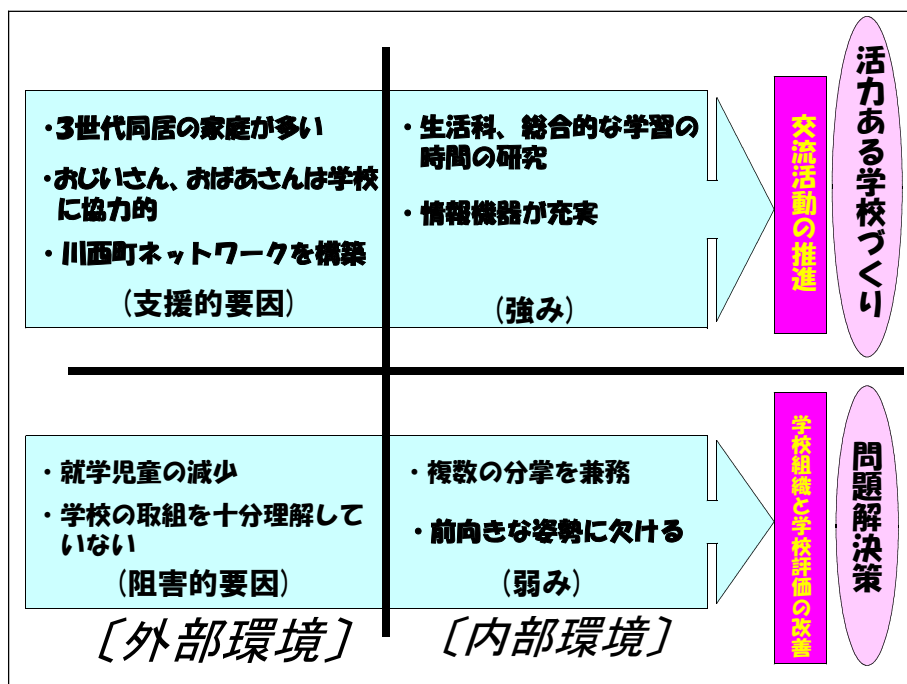 ・3世代同居の家庭が多い
・おじいさん、おばあさんは学校
に協力的
・川西町ネットワークを構築
(支援的要因)
・生活科、総合的な学習の
時間の研究
・情報機器が充実
(強み)
交流活動の推進
活力ある学校づくり
・就学児童の減少
・学校の取組を十分理解して
いない
(阻害的要因)
・複数の分掌を兼務
・前向きな姿勢に欠ける
(弱み)
学校組織と学校評価の改善
問題解決策
〔外部環境〕
〔内部環境〕